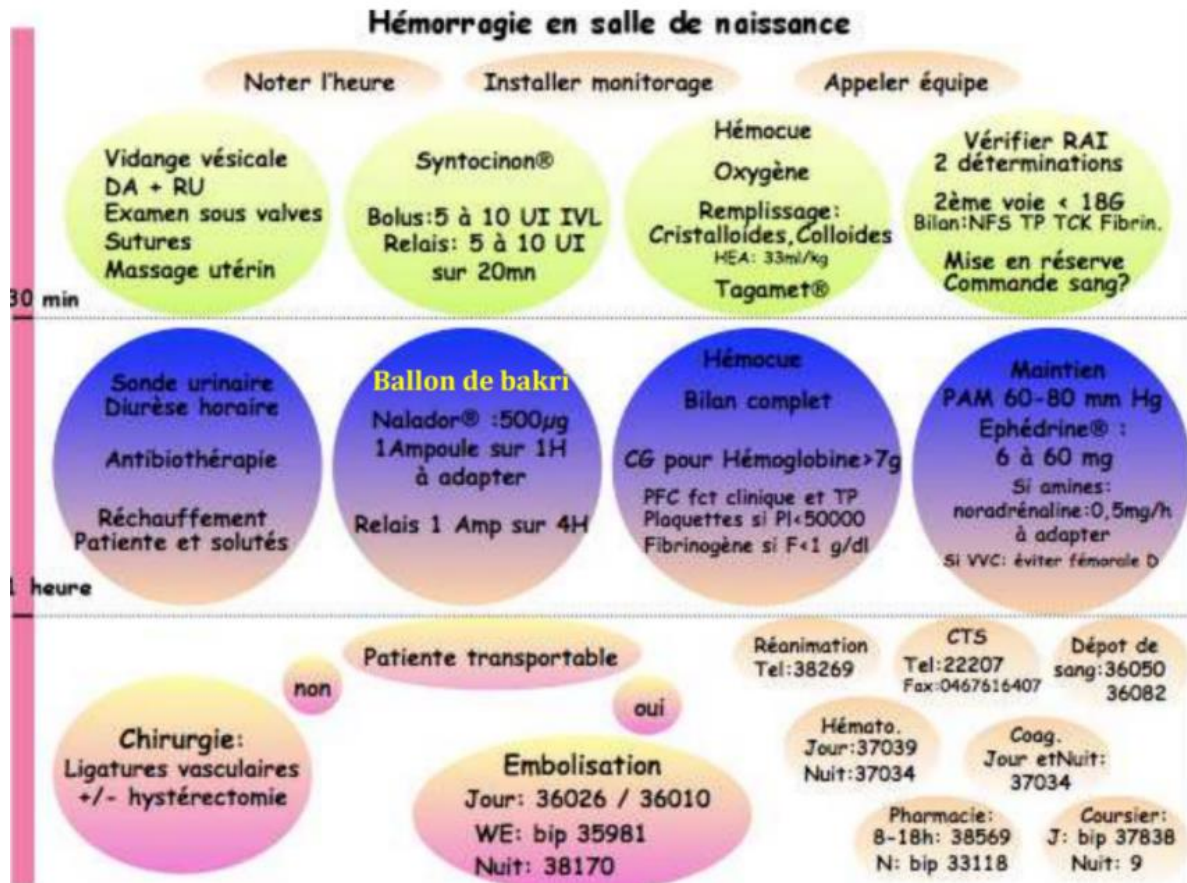 Hémorragie en salle de naissance
Noter l'heure
Installer monitorage
Appeler équipe
Vidange vésicale
DA + RU
Examen sous valves
Sutures
Massage utérin
Syntocinon®
Bolus:5 à 10 UI IVL
Relais: 5 à 10 UI
sur 20mn
Hémocue
Oxygène
Remplissage:
Cristalloides,Colloides
HEA: 33ml/kg
Tagamet®
Vérifier RAI
2 déterminations
2ème voie < 18G
Bilan:NFS TP TCK Fibrin.
Mise en réserve
Commande sang?
30 min
Sonde urinaire
Diurèse horaire
Antibiothérapie
Réchauffement
Patiente et solutés
Ballon de bakri
Nalador® :500µg
1Ampoule sur 1H
à adapter
Relais 1 Amp sur 4H
Hémocue
Bilan complet
CG pour Hémoglobine>7g
PFC fct clinique et TP
Plaquettes si Pl<50000
Fibrinogène si F<1 g/dl
Maintien
PAM 60-80 mm Hg
Ephédrine® :
6 à 60 mg
Si amines:
noradrénaline:0,5mg/h
à adapter
Si VVC: éviter fémorale D
1 heure
Patiente transportable
non
oui
Chirurgie:
Ligatures vasculaires
+/- hystérectomie
Embolisation
Jour: 36026 / 36010
WE: bip 35981
Nuit: 38170
Réanimation
Tel:38269
CTS
Tel:22207
Fax:0467616407
Dépot de
sang:36050
36082
Hémato.
Jour:37039
Nuit:37034
Coag.
Jour etNuit:
37034
Pharmacie:
8-18h: 38569
N: bip 33118
Coursier:
J: bip 37838
Nuit: 9